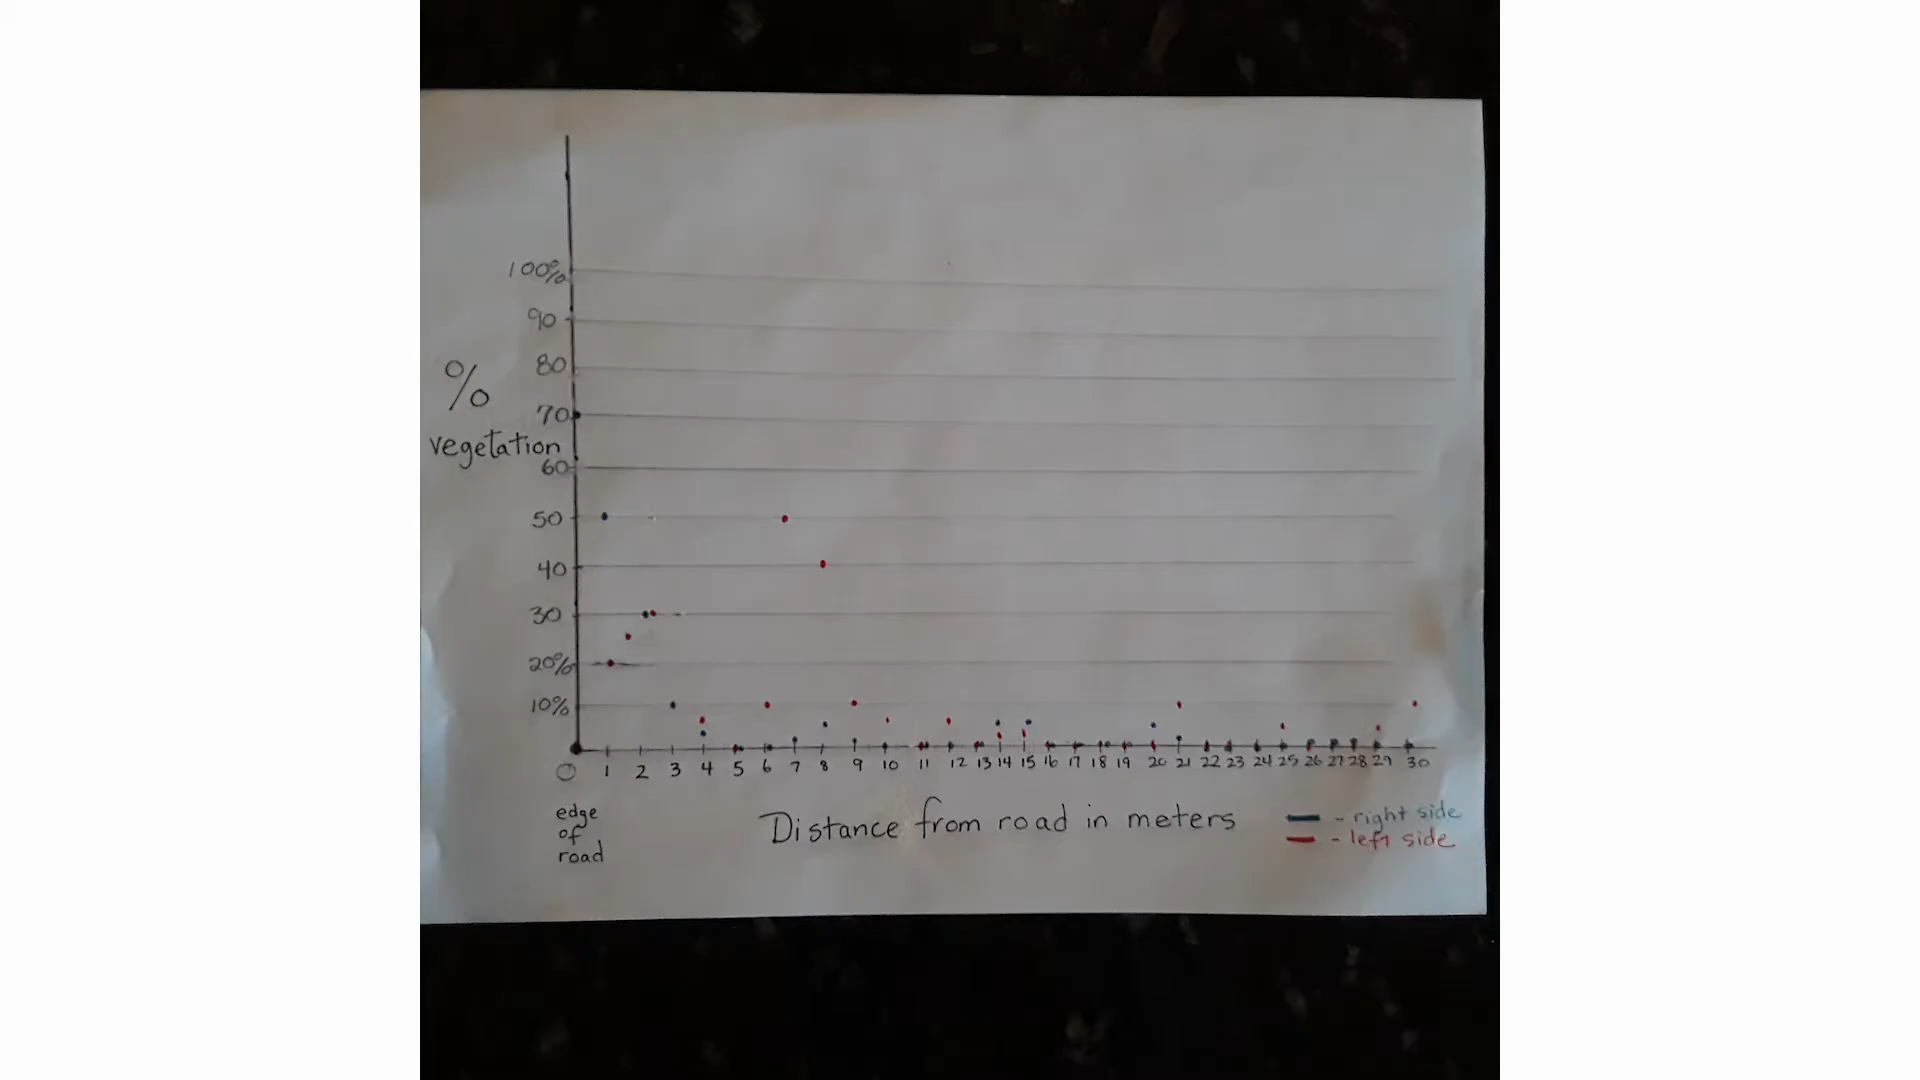 100%
90
80
%
70
vegetation
60
50
40
30
20%
10%
0 1 2 3 4 5 6 7 8 9 10 11 12 13 14 15 16 17 18 19 20 21 22 23 24 25 26 27 28 29 30
edge
of
road
Distance from road in meters
- right side
- left side